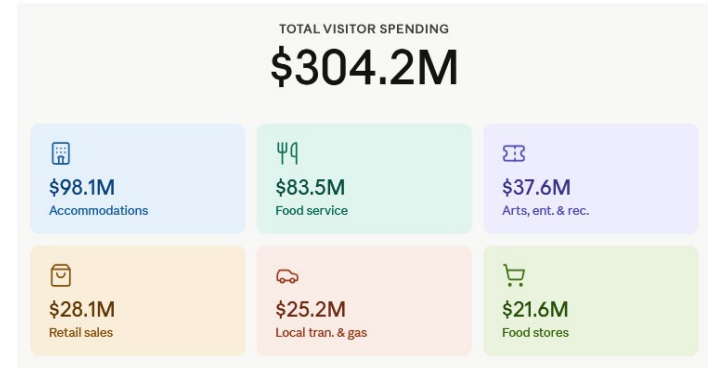 TOTAL VISITOR SPENDING
$304.2M
$98.1M
Accommodations
$83.5M
Food service
$37.6M
Arts, ent. & rec.
$28.1M
Retail sales
$25.2M
Local tran. & gas
$21.6M
Food stores